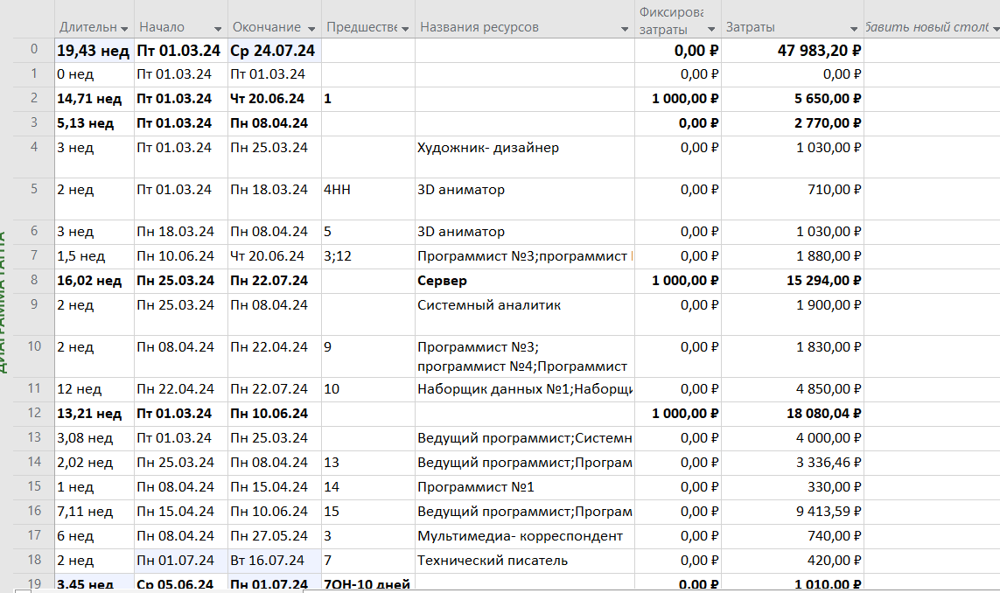 Длительн Начало Окончание Предшестве Названия ресурсов Фиксирова затраты Затраты бавить новый столб
0 19,43 нед Пт 01.03.24 Ср 24.07.24 0,00 ₽ 47 983,20 ₽
1 0 нед Пт 01.03.24 Пт 01.03.24 0,00 ₽ 0,00 ₽
2 14,71 нед Пт 01.03.24 Чт 20.06.24 1 1 000,00 ₽ 5 650,00 ₽
3 5,13 нед Пт 01.03.24 Пн 08.04.24 0,00 ₽ 2 770,00 ₽
4 3 нед Пт 01.03.24 Пн 25.03.24 Художник- дизайнер 0,00 ₽ 1 030,00 ₽
5 2 нед Пт 01.03.24 Пн 18.03.24 4НН 3D аниматор 0,00 ₽ 710,00 ₽
6 3 нед Пн 18.03.24 Пн 08.04.24 5 3D аниматор 0,00 ₽ 1 030,00 ₽
7 1,5 нед Пн 10.06.24 Чт 20.06.24 3;12 Программист №3;программист 0,00 ₽ 1 880,00 ₽
8 16,02 нед Пн 25.03.24 Пн 22.07.24 Сервер 1 000,00 ₽ 15 294,00 ₽
9 2 нед Пн 25.03.24 Пн 08.04.24 Системный аналитик 0,00 ₽ 1 900,00 ₽
10 2 нед Пн 08.04.24 Пн 22.04.24 9 Программист №3; 0,00 ₽ 1 830,00 ₽
программист №4;Программист
11 12 нед Пн 22.04.24 Пн 22.07.24 10 Наборщик данных №1;Наборщи 0,00 ₽ 4 850,00 ₽
12 13,21 нед Пт 01.03.24 Пн 10.06.24 1 000,00 ₽ 18 080,04 ₽
13 3,08 нед Пт 01.03.24 Пн 25.03.24 Ведущий программист;Системн 0,00 ₽ 4 000,00 ₽
14 2,02 нед Пн 25.03.24 Пн 08.04.24 13 Ведущий программист;Програм 0,00 ₽ 3 336,46 ₽
15 1 нед Пн 08.04.24 Пн 15.04.24 14 Программист №1 0,00 ₽ 330,00 ₽
16 7,11 нед Пн 15.04.24 Пн 10.06.24 15 Ведущий программист;Програм 0,00 ₽ 9 413,59 ₽
17 6 нед Пн 08.04.24 Пн 27.05.24 3 Мультимедиа- корреспондент 0,00 ₽ 740,00 ₽
18 2 нед Пн 01.07.24 Вт 16.07.24 7 Технический писатель 0,00 ₽ 420,00 ₽
19 3,45 нед Ср 05.06.24 Пн 01.07.24 7ОН-10 дней 0,00 ₽ 1 010,00 ₽